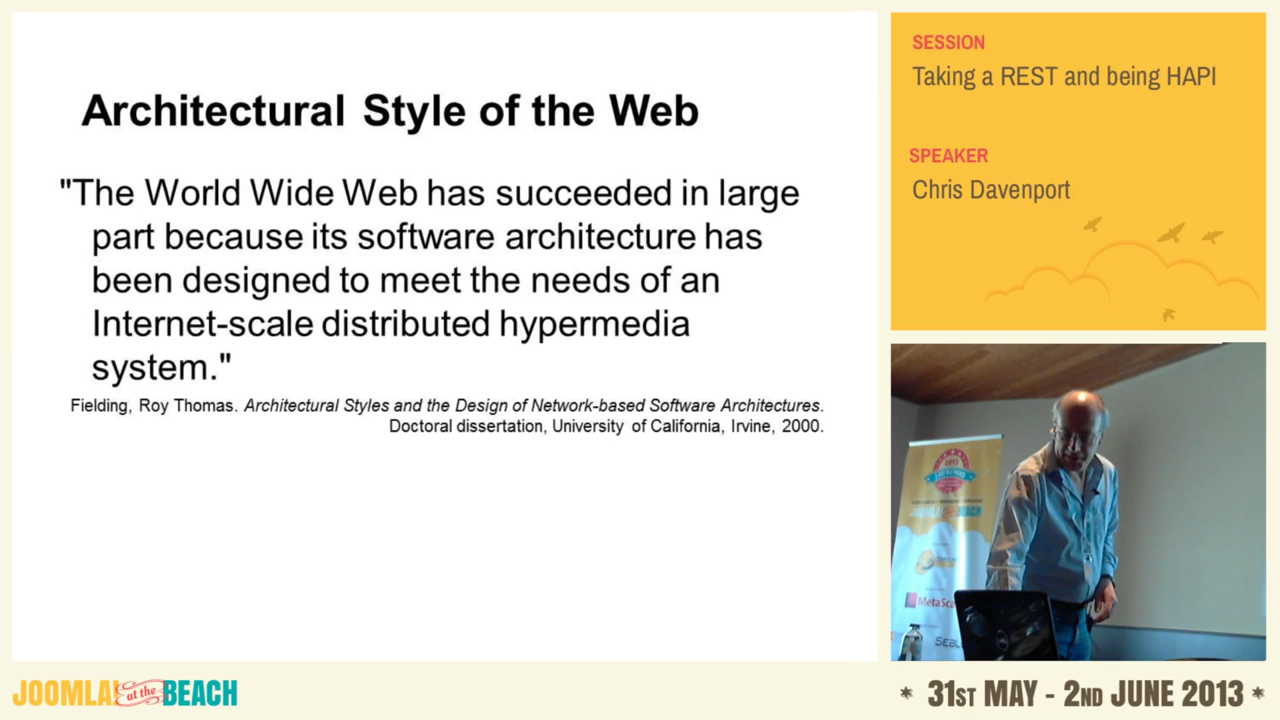 Architectural Style of the Web
"The World Wide Web has succeeded in large
part because its software architecture has
been designed to meet the needs of an
Internet-scale distributed hypermedia
system."
Fielding, Roy Thomas. Architectural Styles and the Design of Network-based Software Architectures.
Doctoral dissertation, University of California, Irvine, 2000.
SESSION
Taking a REST and being HAPI
SPEAKER
Chris Davenport
2013
JOOMLA BEACH
JOOMLA! at the BEACH
* 31ST MAY - 2ND JUNE 2013 *